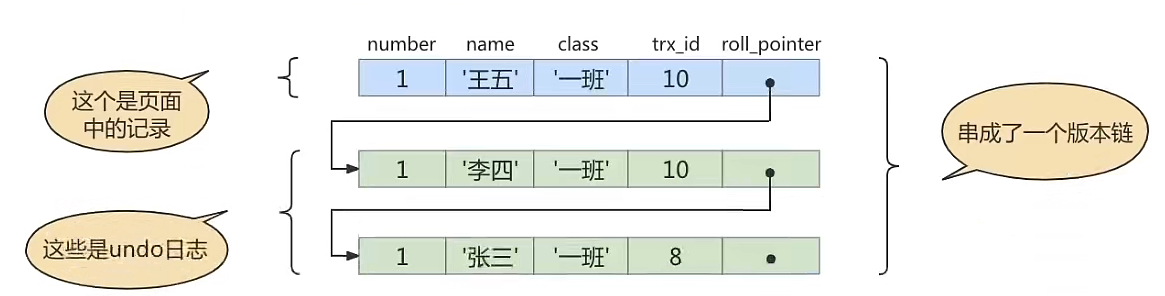 number name class trx_id roll_pointer
1 '王五' '一班' 10
这个是页面
中的记录
串成了一个版本链
1 '李四' '一班' 10
这些是undo日志
1 '张三' '一班' 8